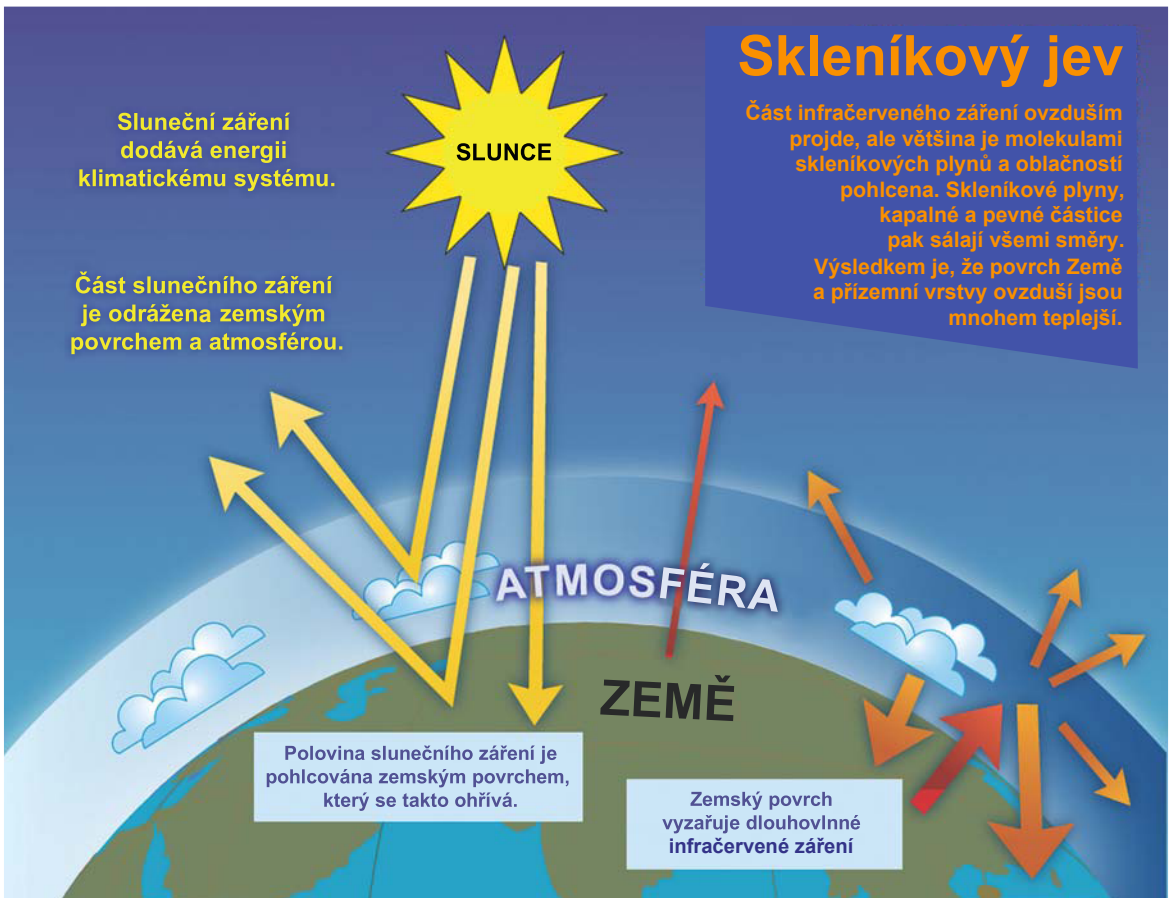 Skleníkový jev
Část infračerveného záření ovzduším
projde, ale většina je molekulami
skleníkových plynů a oblačností
pohlcena. Skleníkové plyny,
kapalné a pevné částice
pak sálají všemi směry.
Výsledkem je, že povrch Země
a přízemní vrstvy ovzduší jsou
mnohem teplejší.
Sluneční záření
dodává energii
klimatickému systému.
SLUNCE
Část slunečního záření
je odrážena zemským
povrchem a atmosférou.
ATMOSFÉRA
ZEMĚ
Polovina slunečního záření je
pohlcována zemským povrchem,
který se takto ohřívá.
Zemský povrch
vyzařuje dlouhovlnné
infračervené záření